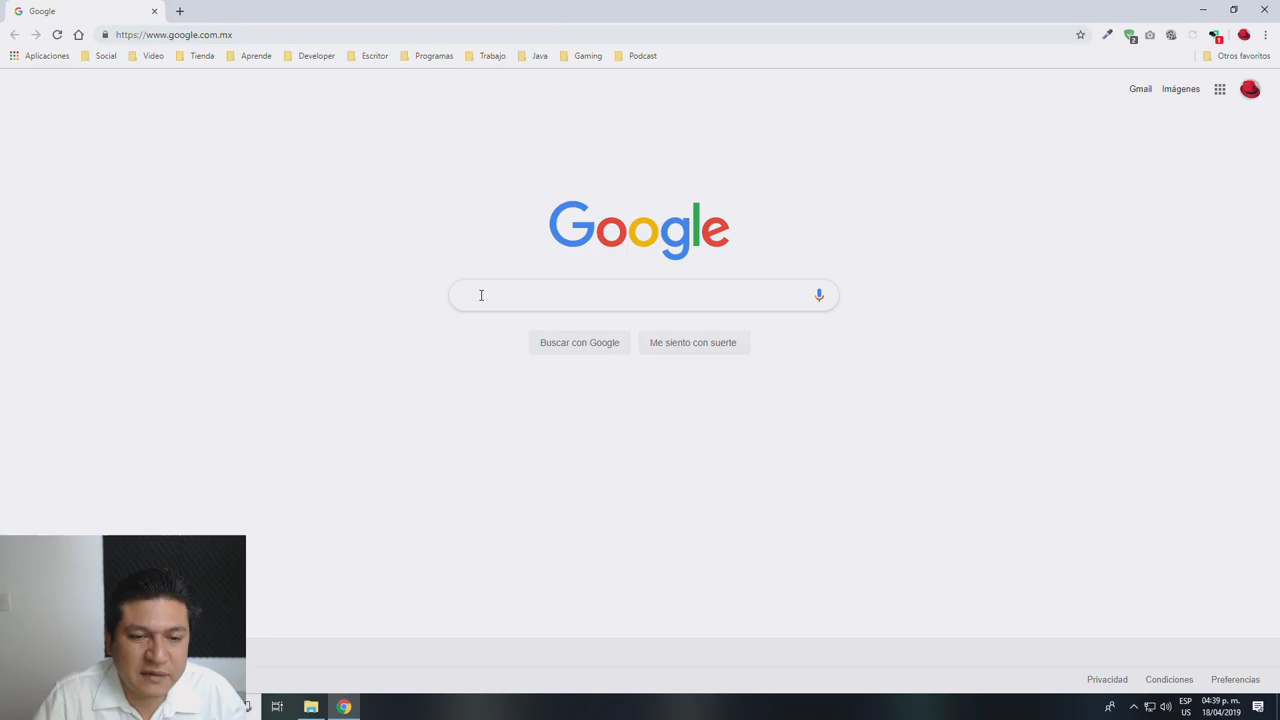 Google
https://www.google.com.mx
Aplicaciones Social Video Tienda Aprende Developer Escritor Programas Trabajo Java Gaming Podcast Otros favoritos
2
1
Gmail Imágenes
Google
Buscar con Google Me siento con suerte
Privacidad Condiciones Preferencias
ESP 04:39 p. m.
US 18/04/2019